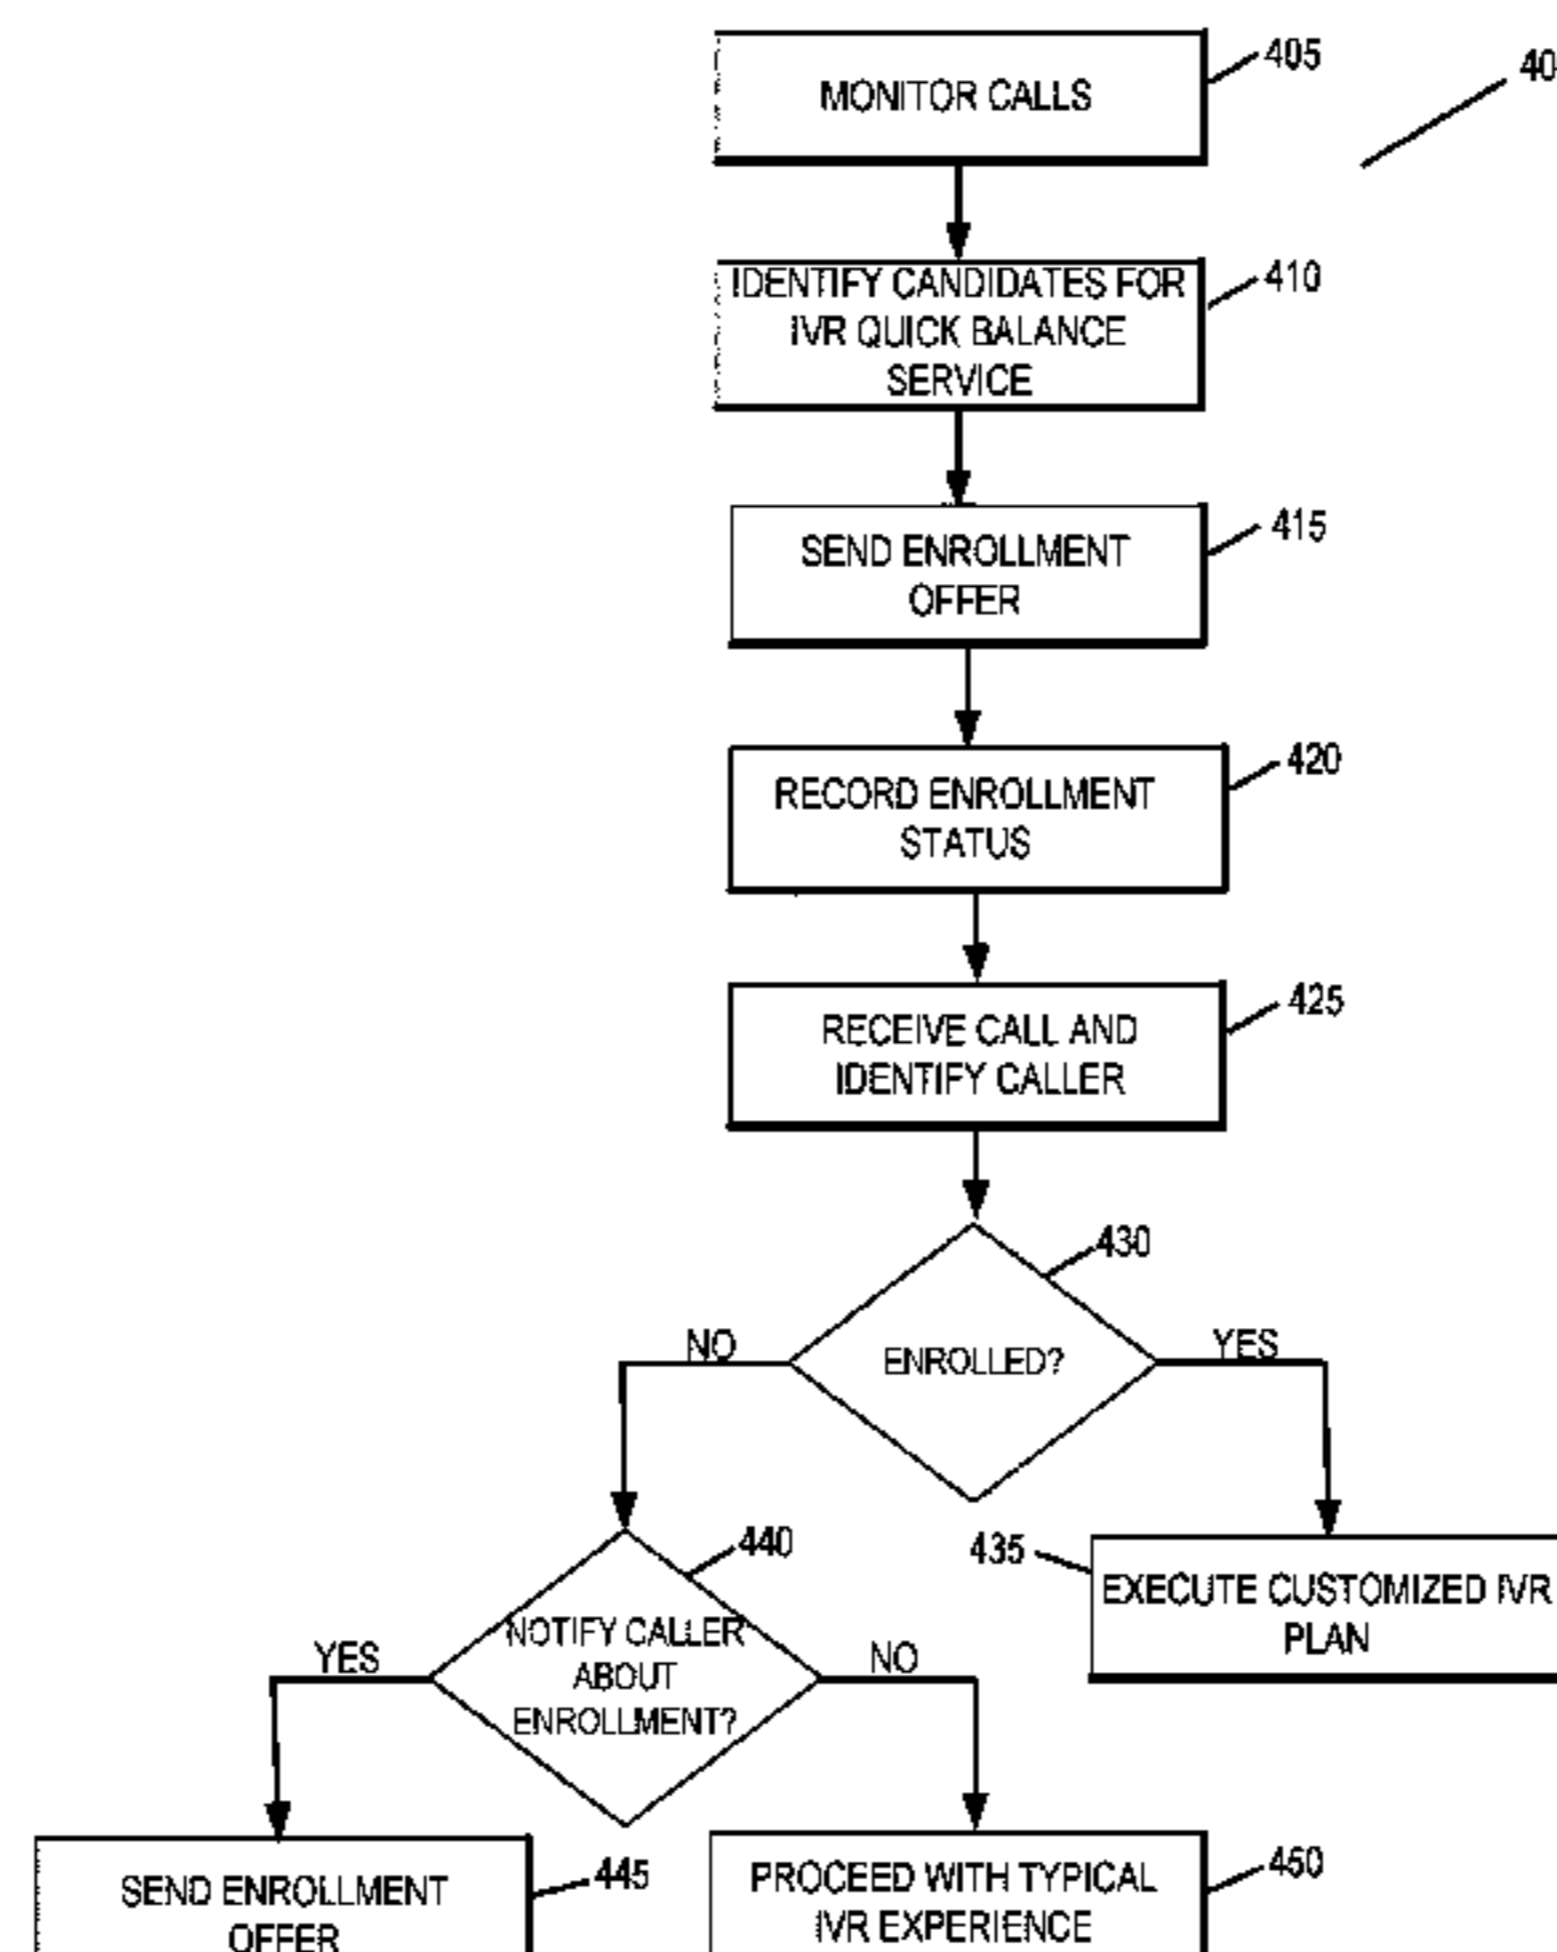 MONITOR CALLS
405
40
IDENTIFY CANDIDATES FOR
IVR QUICK BALANCE
SERVICE
410
SEND ENROLLMENT
OFFER
415
RECORD ENROLLMENT
STATUS
420
RECEIVE CALL AND
IDENTIFY CALLER
425
430
NO
ENROLLED?
YES
440
435
EXECUTE CUSTOMIZED IVR
PLAN
YES
NOTIFY CALLER
ABOUT
ENROLLMENT?
NO
SEND ENROLLMENT
OFFER
445
PROCEED WITH TYPICAL
IVR EXPERIENCE
450